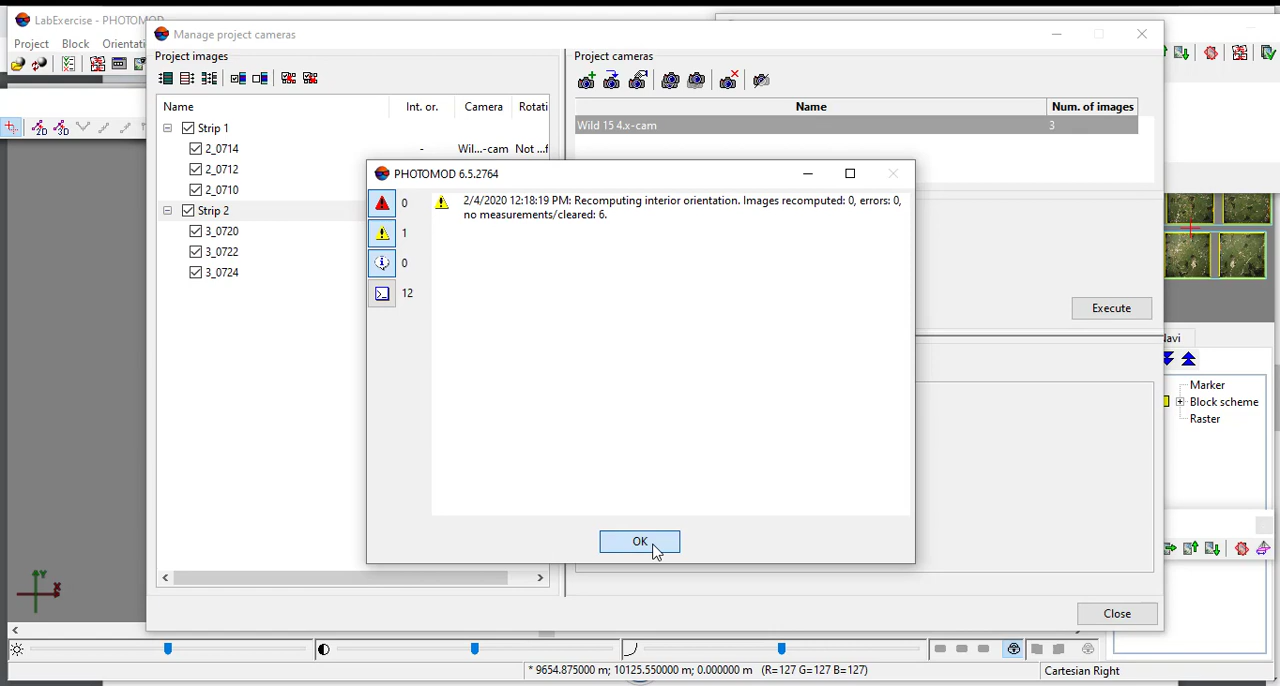 LabExercise - PHOTOMOD
Project Block Orientati
Manage project cameras
Project images
Project cameras
Name Int. or. Camera Rotati
Name Num. of images
Wild 15 4.x-cam 3
Strip 1
2_0714 - Wil...-cam Not ...f
2_0712
2_0710
Strip 2
3_0720
3_0722
3_0724
PHOTOMOD 6.5.2764
0
1
0
12
2/4/2020 12:18:19 PM: Recomputing interior orientation. Images recomputed: 0, errors: 0,
no measurements/cleared: 6.
OK
Execute
Close
2D 3D
Marker
Block scheme
Raster
Y
X
* 9654.875000 m; 10125.550000 m; 0.000000 m (R=127 G=127 B=127)
Cartesian Right